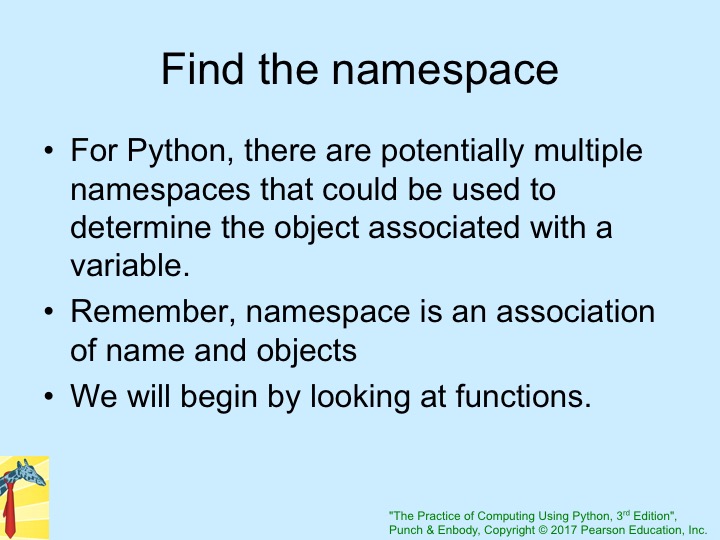 Find the namespace
• For Python, there are potentially multiple
namespaces that could be used to
determine the object associated with a
variable.
• Remember, namespace is an association
of name and objects
• We will begin by looking at functions.
"The Practice of Computing Using Python, 3rd Edition",
Punch & Enbody, Copyright © 2017 Pearson Education, Inc.